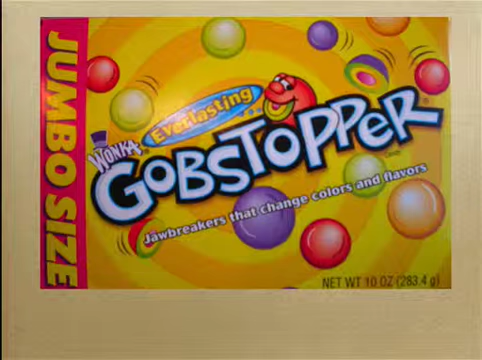 JUMBO SIZE
WONKA
Everlasting
GOBSTOPPER
Jawbreakers that change colors and flavors
NET WT 10 OZ (283.4 g)